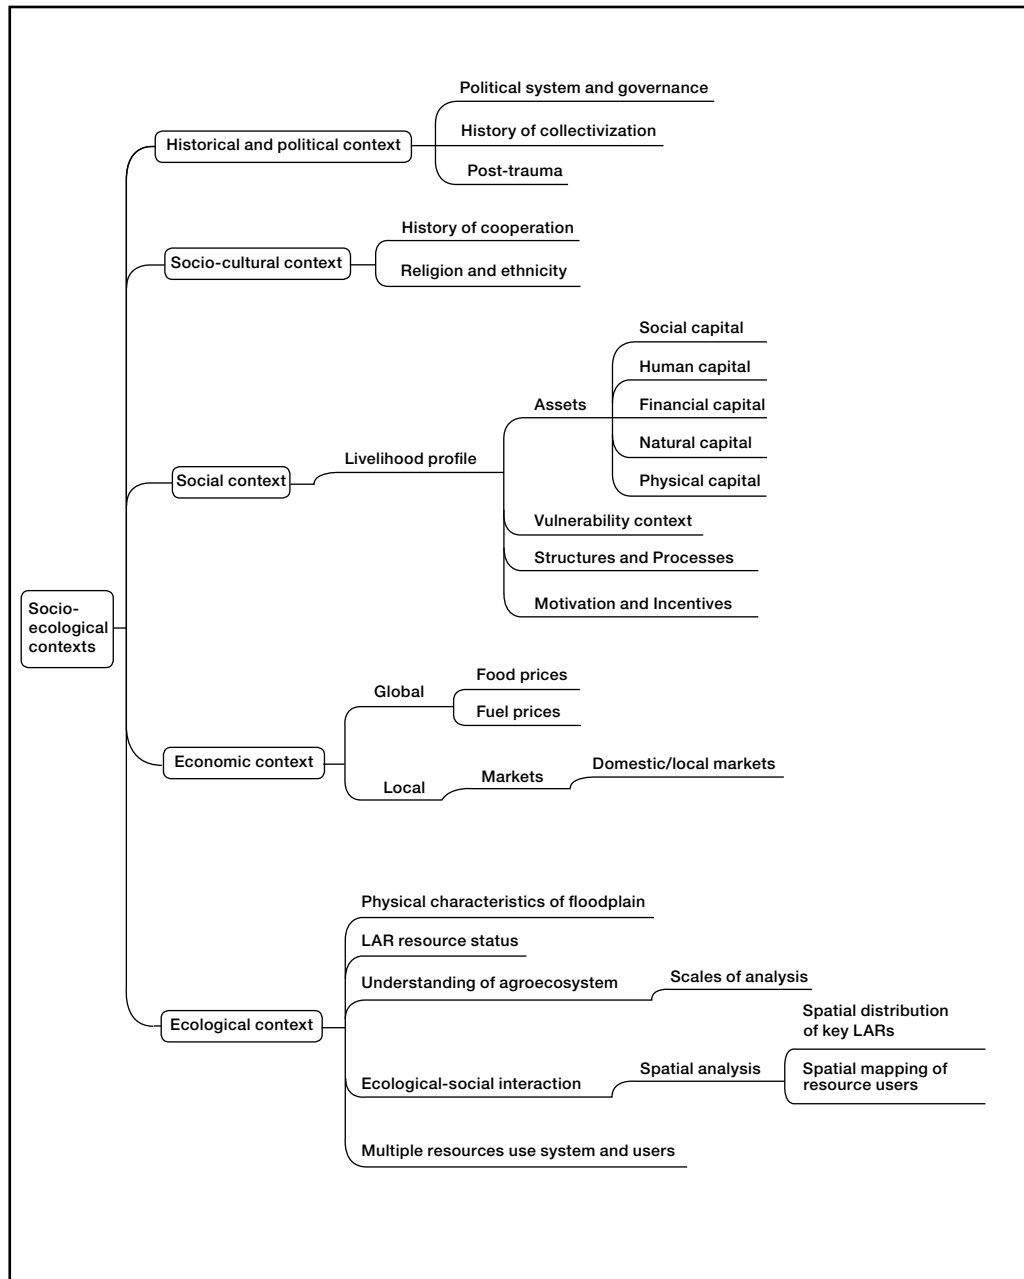 Political system and governance
Historical and political context
History of collectivization
Post-trauma
Socio-cultural context
History of cooperation
Religion and ethnicity
Social context
Livelihood profile
Assets
Social capital
Human capital
Financial capital
Natural capital
Physical capital
Vulnerability context
Structures and Processes
Motivation and Incentives
Socio-
ecological
contexts
Economic context
Global
Food prices
Fuel prices
Local
Markets
Domestic/local markets
Ecological context
Physical characteristics of floodplain
LAR resource status
Understanding of agroecosystem
Scales of analysis
Ecological-social interaction
Spatial analysis
Spatial distribution
of key LARs
Spatial mapping of
resource users
Multiple resources use system and users